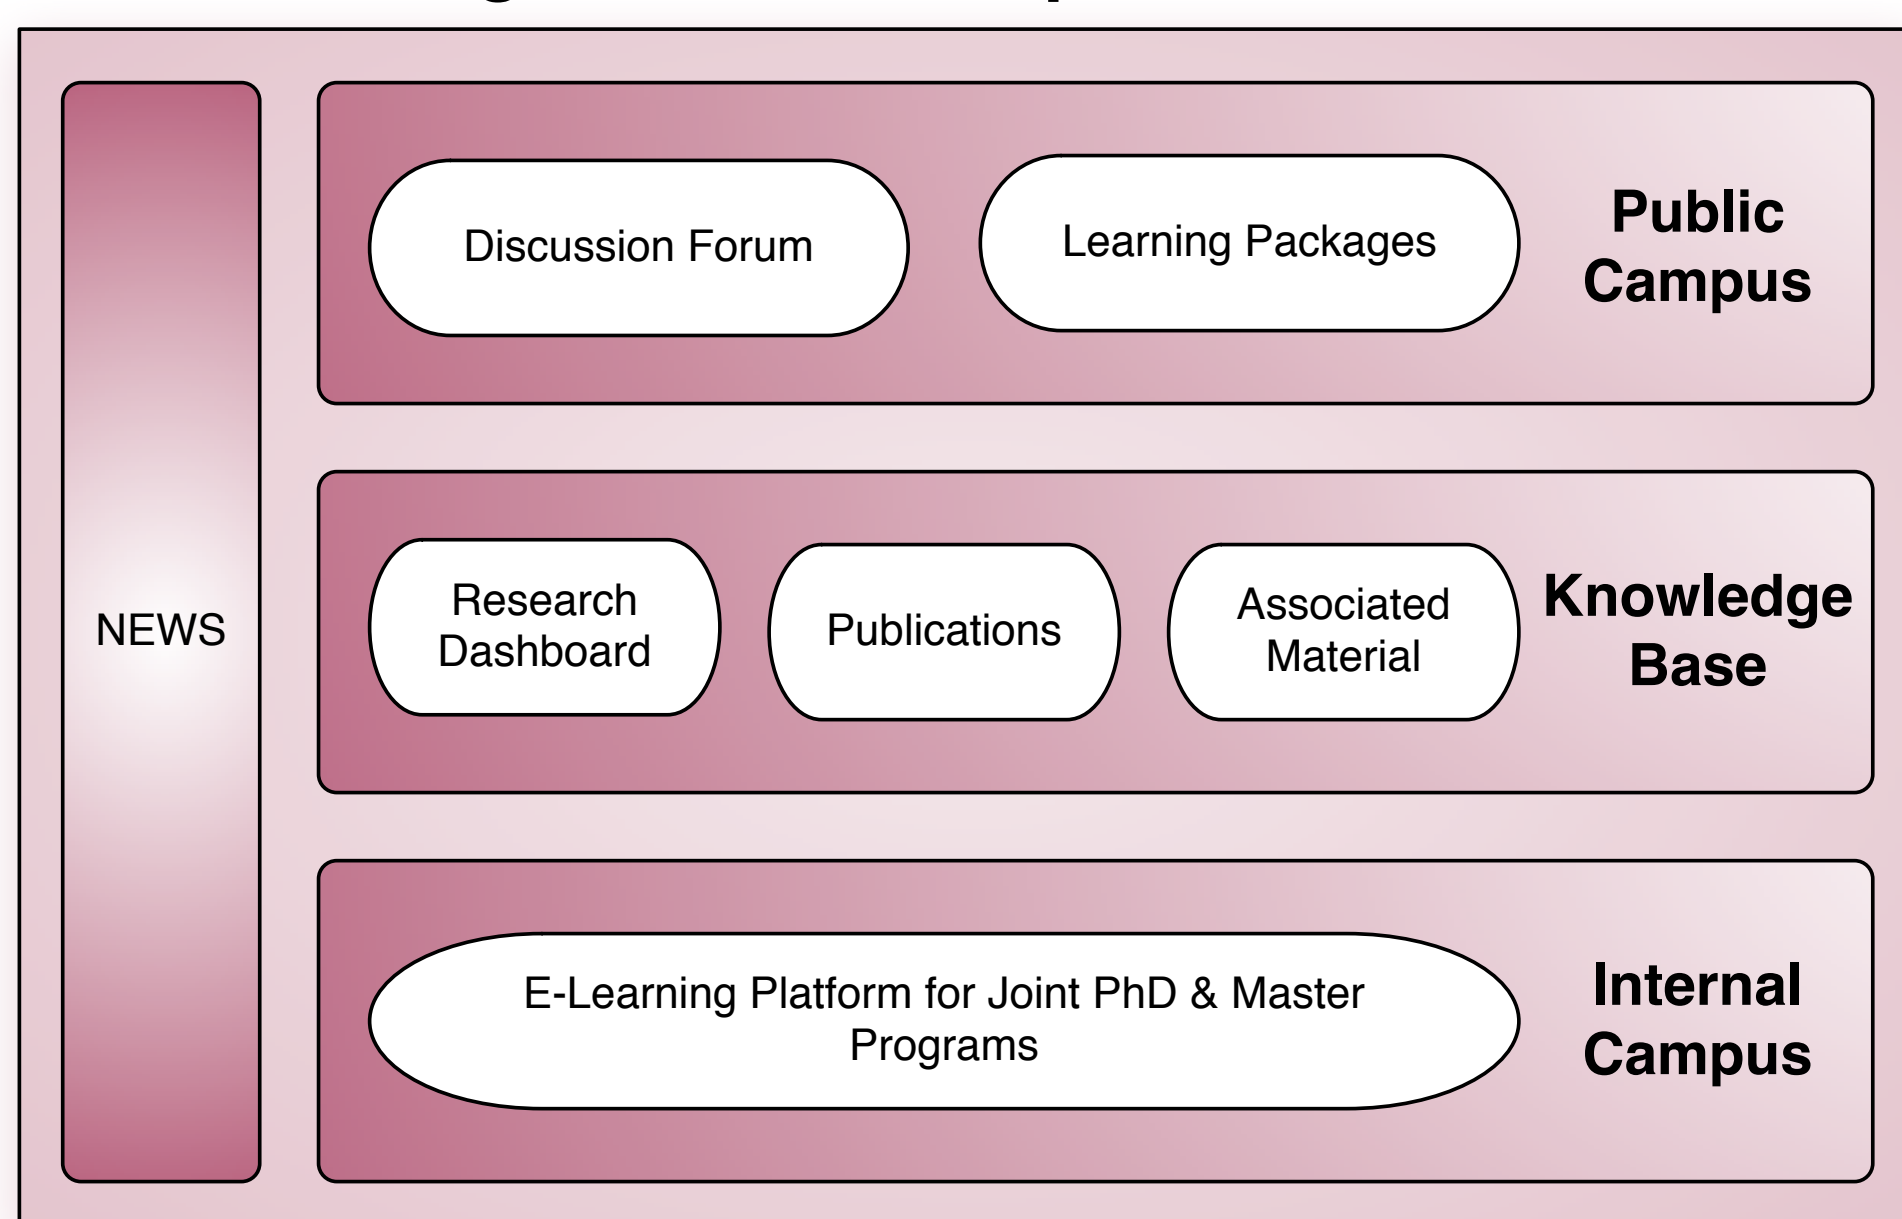 NEWS
Discussion Forum
Learning Packages
Public
Campus
Research
Dashboard
Publications
Associated
Material
Knowledge
Base
E-Learning Platform for Joint PhD & Master
Programs
Internal
Campus